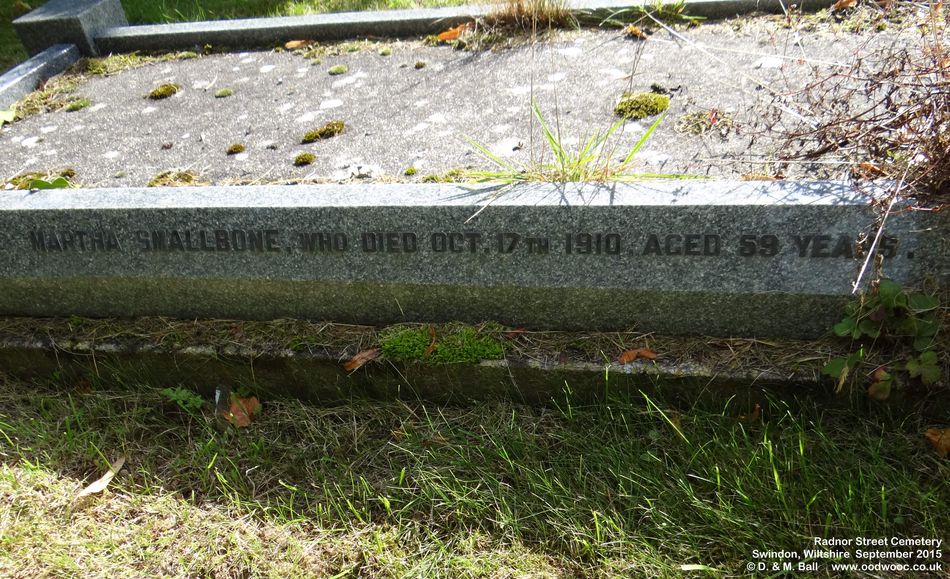 MARTHA SMALLBONE, WHO DIED OCT. 17TH 1910. AGED 59 YEARS.
Radnor Street Cemetery
Swindon, Wiltshire September 2015
© D. & M. Ball www.oodwooc.co.uk